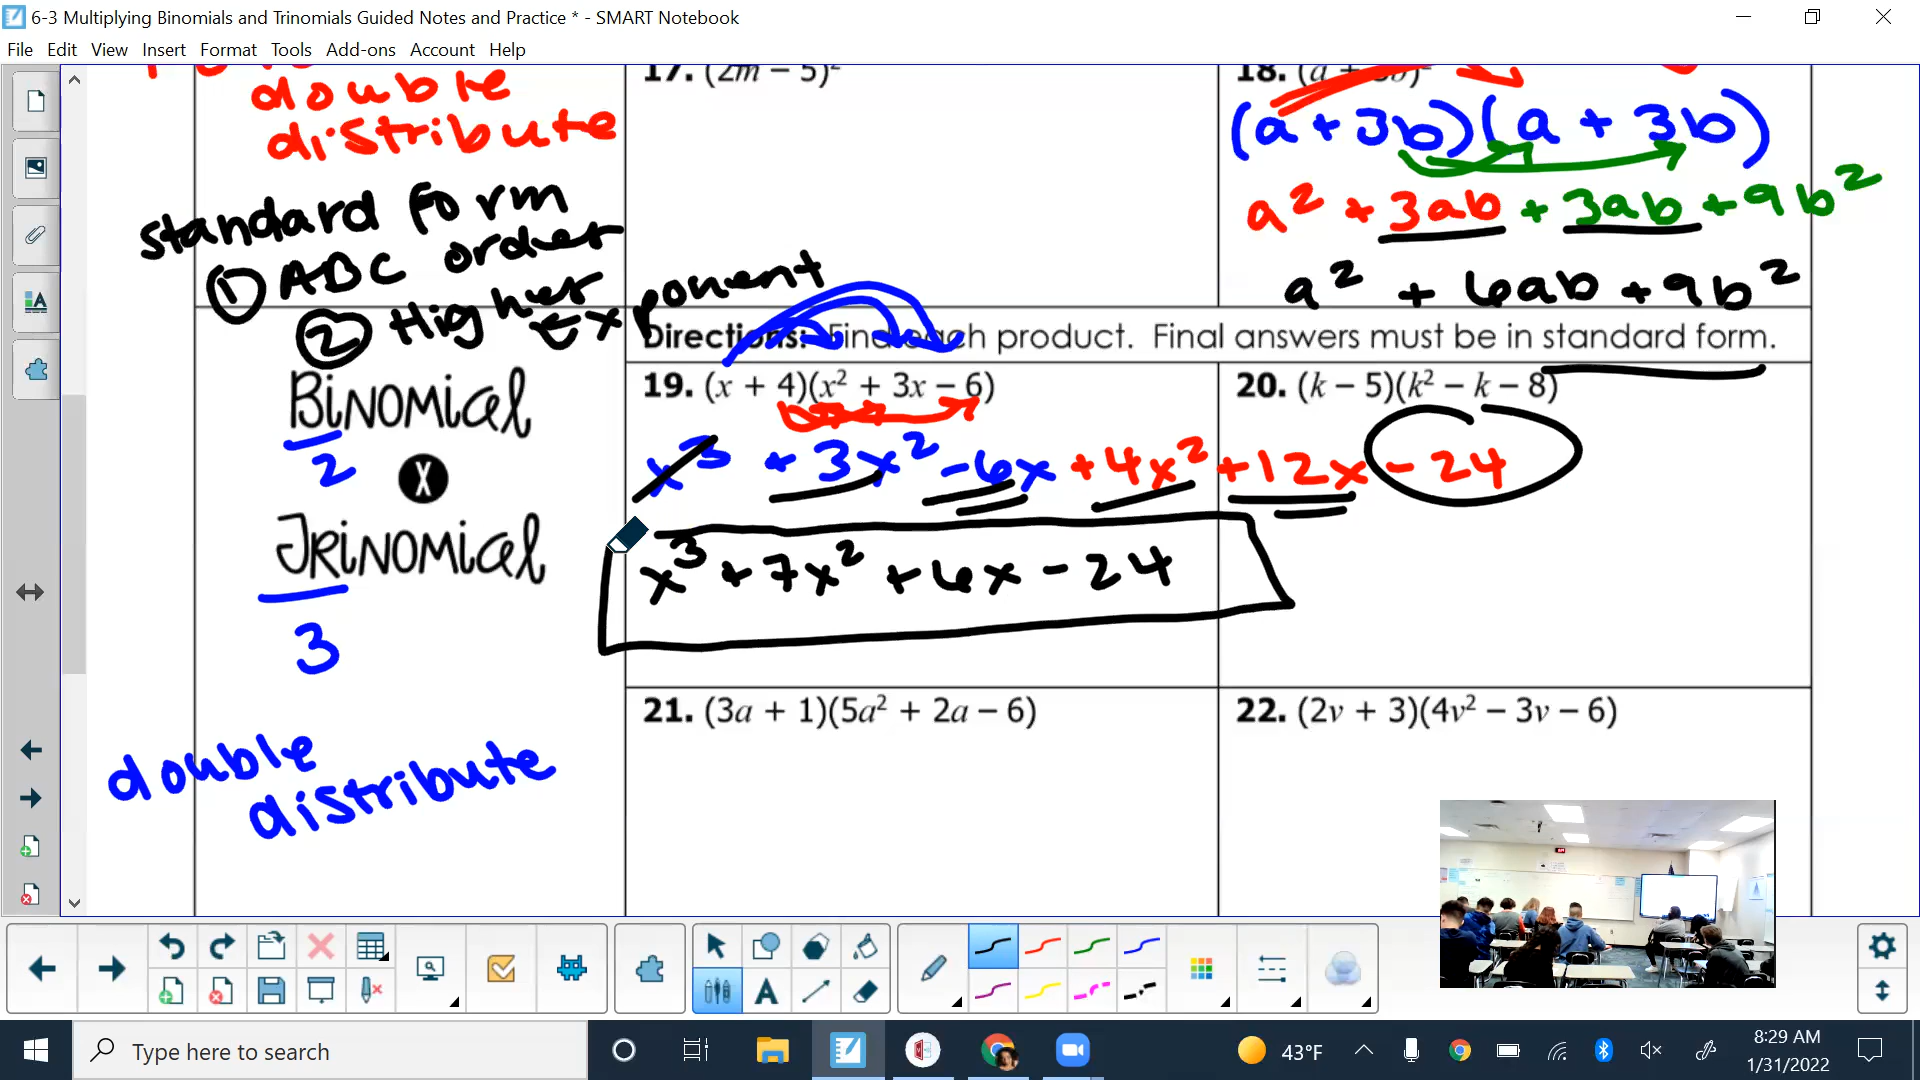 6-3 Multiplying Binomials and Trinomials Guided Notes and Practice * - SMART Notebook
File Edit View Insert Format Tools Add-ons Account Help
double
distribute
standard form
① ABC order
② Higher exponent
BiNOMiAL
2
X
TRiNOMiAL
3
double
distribute
17. (2m – 5)²
18. (a + 3b)²
(a + 3b)(a + 3b)
a² + 3ab + 3ab + 9b²
a² + 6ab + 9b²
Directions: Find each product. Final answers must be in standard form.
19. (x + 4)(x² + 3x – 6)
x³ + 3x² - 6x + 4x² + 12x - 24
x³ + 7x² + 6x - 24
20. (k – 5)(k² – k – 8)
21. (3a + 1)(5a² + 2a – 6)
22. (2v + 3)(4v² – 3v – 6)
Type here to search
43°F
8:29 AM
1/31/2022